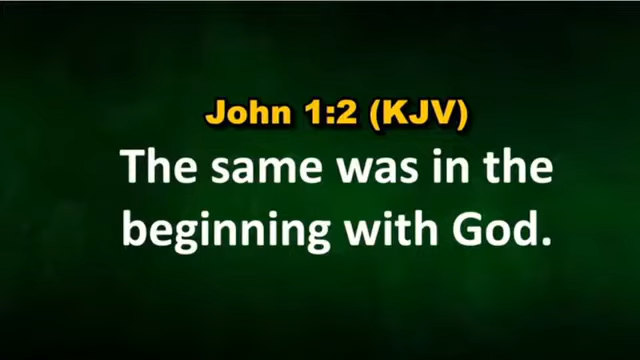 John 1:2 (KJV)
The same was in the
beginning with God.